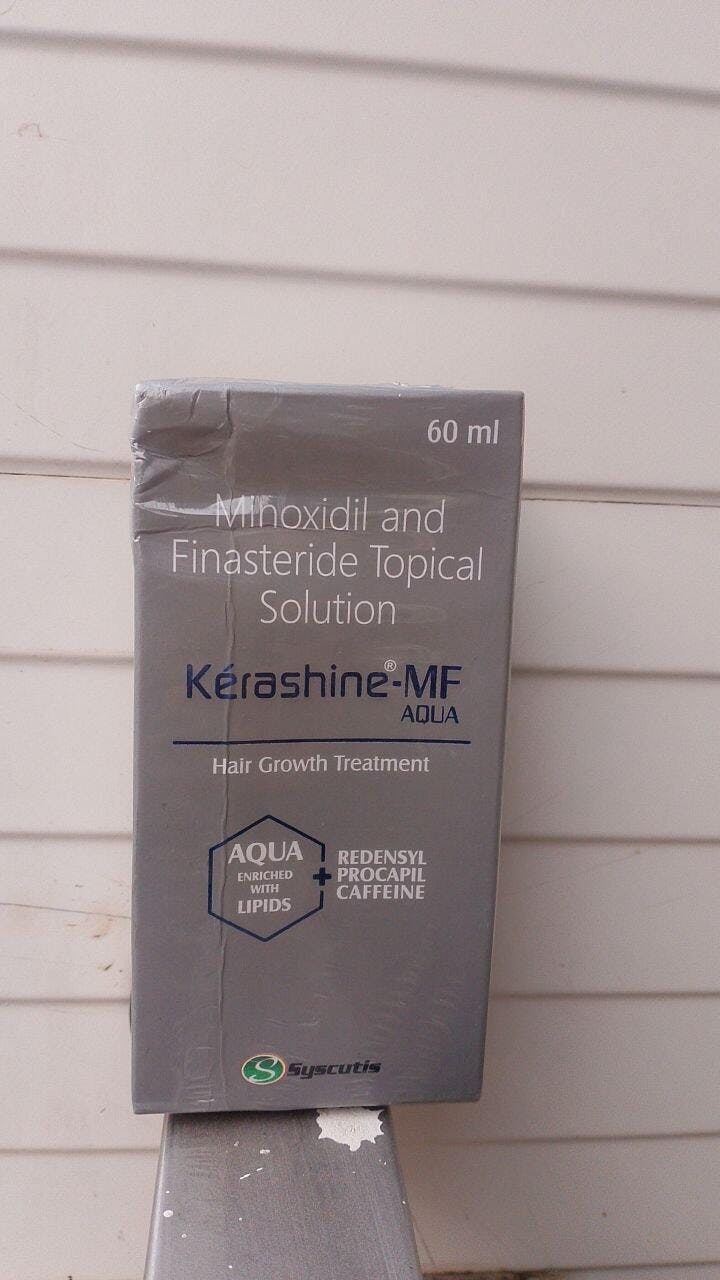 60 ml
Minoxidil and
Finasteride Topical
Solution
Kérashine®-MF
AQUA
Hair Growth Treatment
AQUA
ENRICHED
WITH
LIPIDS
+
REDENSYL
PROCAPIL
CAFFEINE
S Syscutis